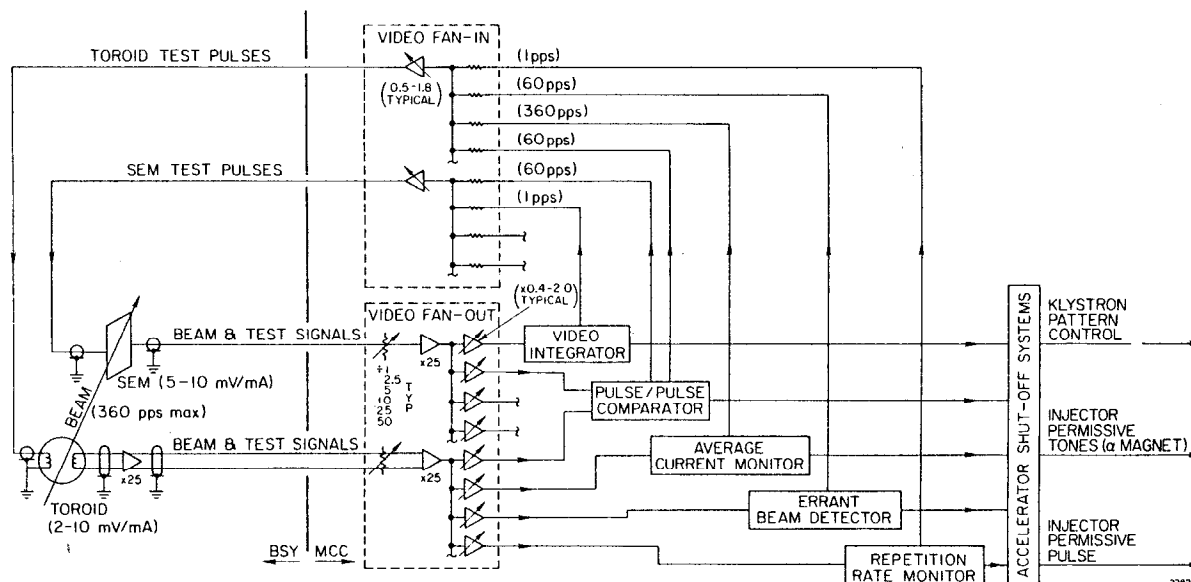 VIDEO FAN-IN
TOROID TEST PULSES
(1pps)
(0.5-1.8
TYPICAL)
(60pps)
(360pps)
(60pps)
SEM TEST PULSES
(60pps)
(1pps)
(x0.4-2.0
TYPICAL)
VIDEO FAN-OUT
BEAM & TEST SIGNALS
x25
÷1
2.5
5
10
25
50
TYP
VIDEO
INTEGRATOR
KLYSTRON
PATTERN
CONTROL
SEM (5-10 mV/mA)
BEAM
(360 pps max)
PULSE/PULSE
COMPARATOR
ACCELERATOR SHUT-OFF SYSTEMS
BEAM & TEST SIGNALS
x25
x25
AVERAGE
CURRENT MONITOR
INJECTOR
PERMISSIVE
TONES (α MAGNET)
TOROID
(2-10 mV/mA)
ERRANT
BEAM DETECTOR
BSY
MCC
REPETITION
RATE MONITOR
INJECTOR
PERMISSIVE
PULSE